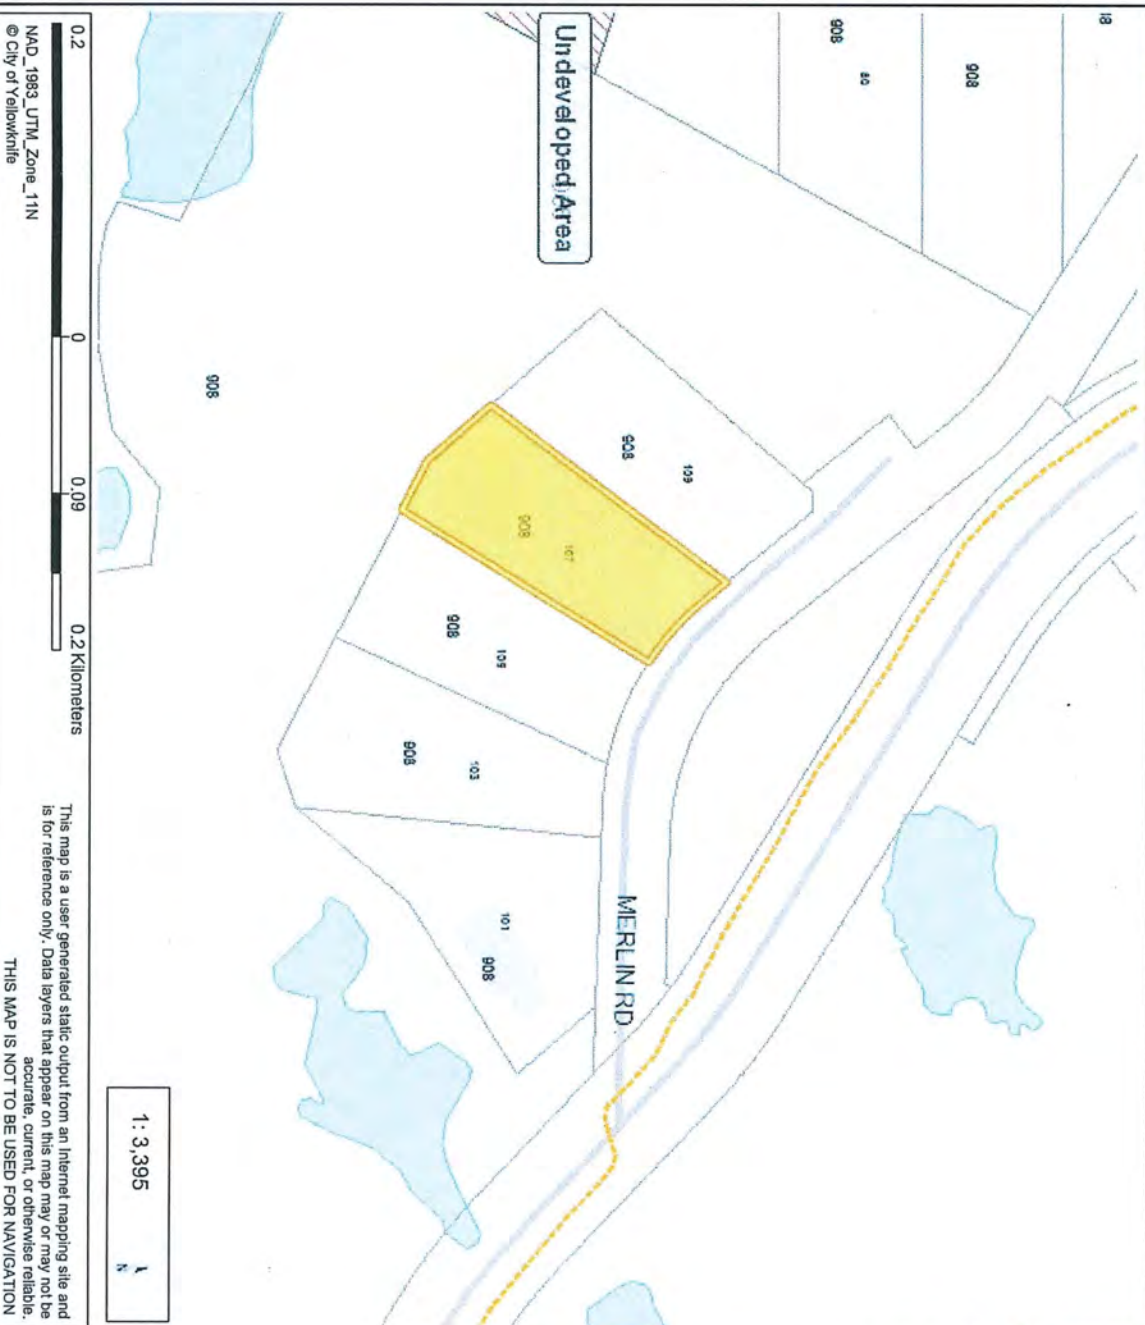 908
80
908
109
908
MERLIN RD
107
Undeveloped Area
908
101
105
908
908
103
908
908
1: 3,395
N
0.2 0 0.09 0.2 Kilometers
This map is a user generated static output from an Internet mapping site and
is for reference only. Data layers that appear on this map may or may not be
accurate, current, or otherwise reliable.
NAD_1983_UTM_Zone_11N
© City of Yellowknife
THIS MAP IS NOT TO BE USED FOR NAVIGATION